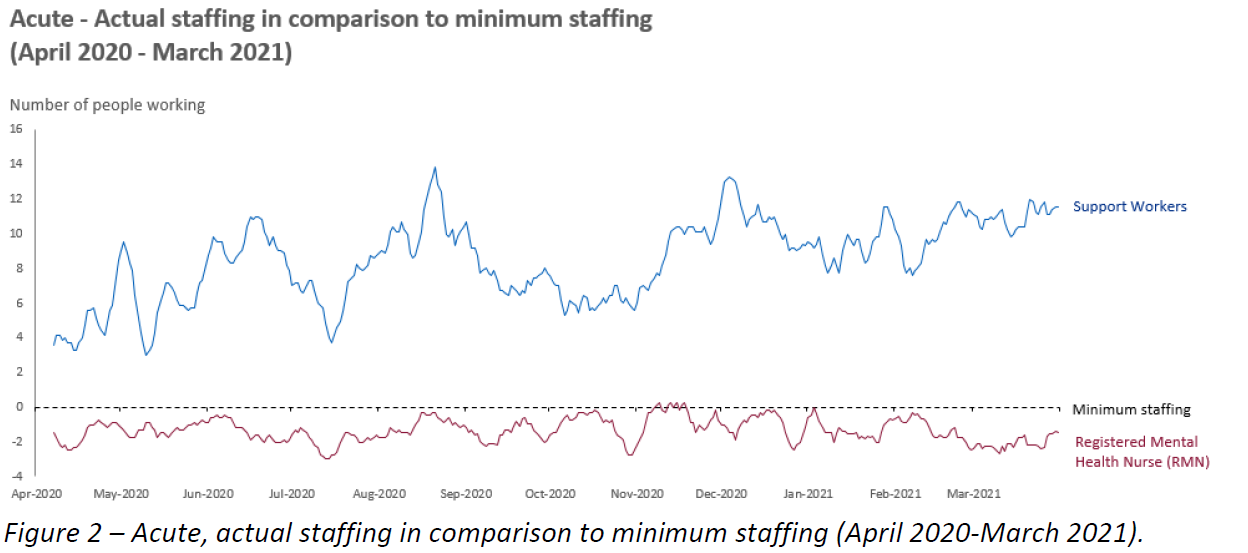 Acute - Actual staffing in comparison to minimum staffing
(April 2020 - March 2021)
Number of people working
16
14
12
10
8
6
4
2
0
-2
-4
Support Workers
Minimum staffing
Registered Mental
Health Nurse (RMN)
Apr-2020 May-2020 Jun-2020 Jul-2020 Aug-2020 Sep-2020 Oct-2020 Nov-2020 Dec-2020 Jan-2021 Feb-2021 Mar-2021
Figure 2 – Acute, actual staffing in comparison to minimum staffing (April 2020-March 2021).